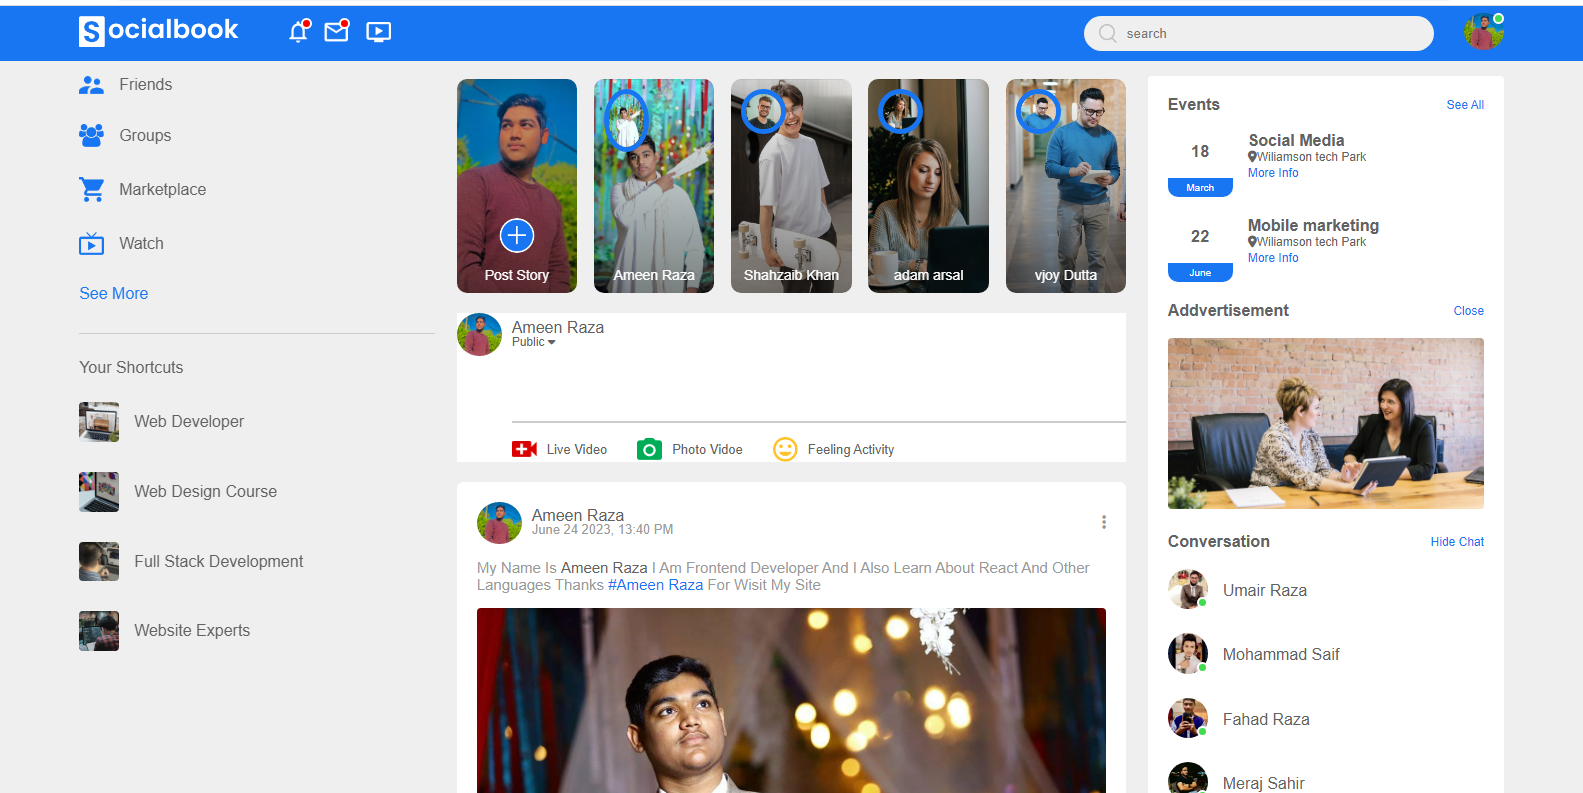 Socialbook
search
Friends
Groups
Marketplace
Watch
See More
Your Shortcuts
Web Developer
Web Design Course
Full Stack Development
Website Experts
Post Story
Ameen Raza
Shahzaib Khan
adam arsal
vjoy Dutta
Ameen Raza
Public
Live Video
Photo Vidoe
Feeling Activity
Ameen Raza
June 24 2023, 13:40 PM
My Name Is Ameen Raza I Am Frontend Developer And I Also Learn About React And Other
Languages Thanks #Ameen Raza For Wisit My Site
Events
See All
18
March
Social Media
Wiliamson tech Park
More Info
22
June
Mobile marketing
Wiliamson tech Park
More Info
Addvertisement
Close
Conversation
Hide Chat
Umair Raza
Mohammad Saif
Fahad Raza
Meraj Sahir